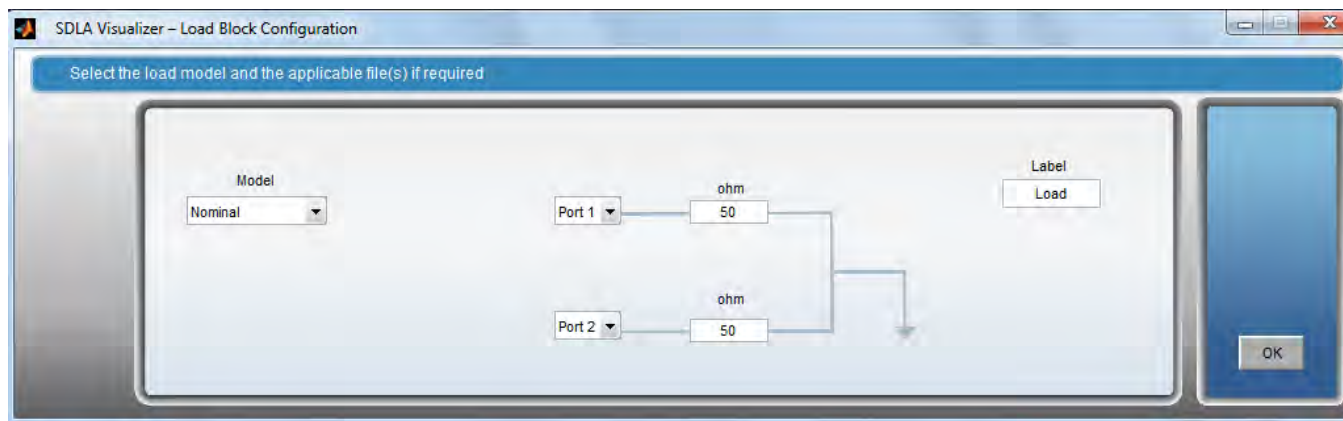 SDLA Visualizer – Load Block Configuration
X
Select the load model and the applicable file(s) if required
Model
Nominal
Port 1
ohm
50
Label
Load
Port 2
ohm
50
OK